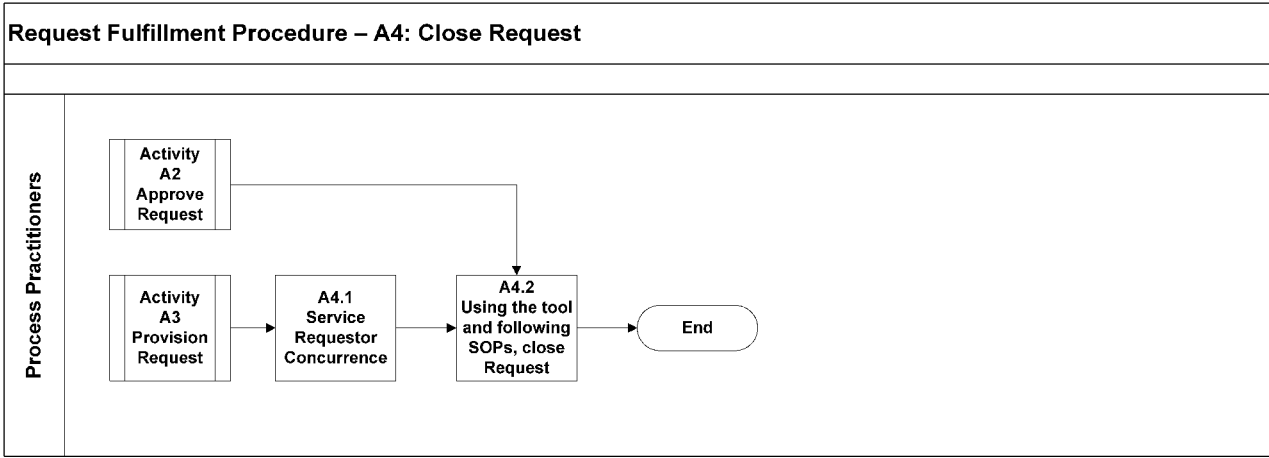 Request Fulfillment Procedure – A4: Close Request
Process Practitioners
Activity
A2
Approve
Request
Activity
A3
Provision
Request
A4.1
Service
Requestor
Concurrence
A4.2
Using the tool
and following
SOPs, close
Request
End